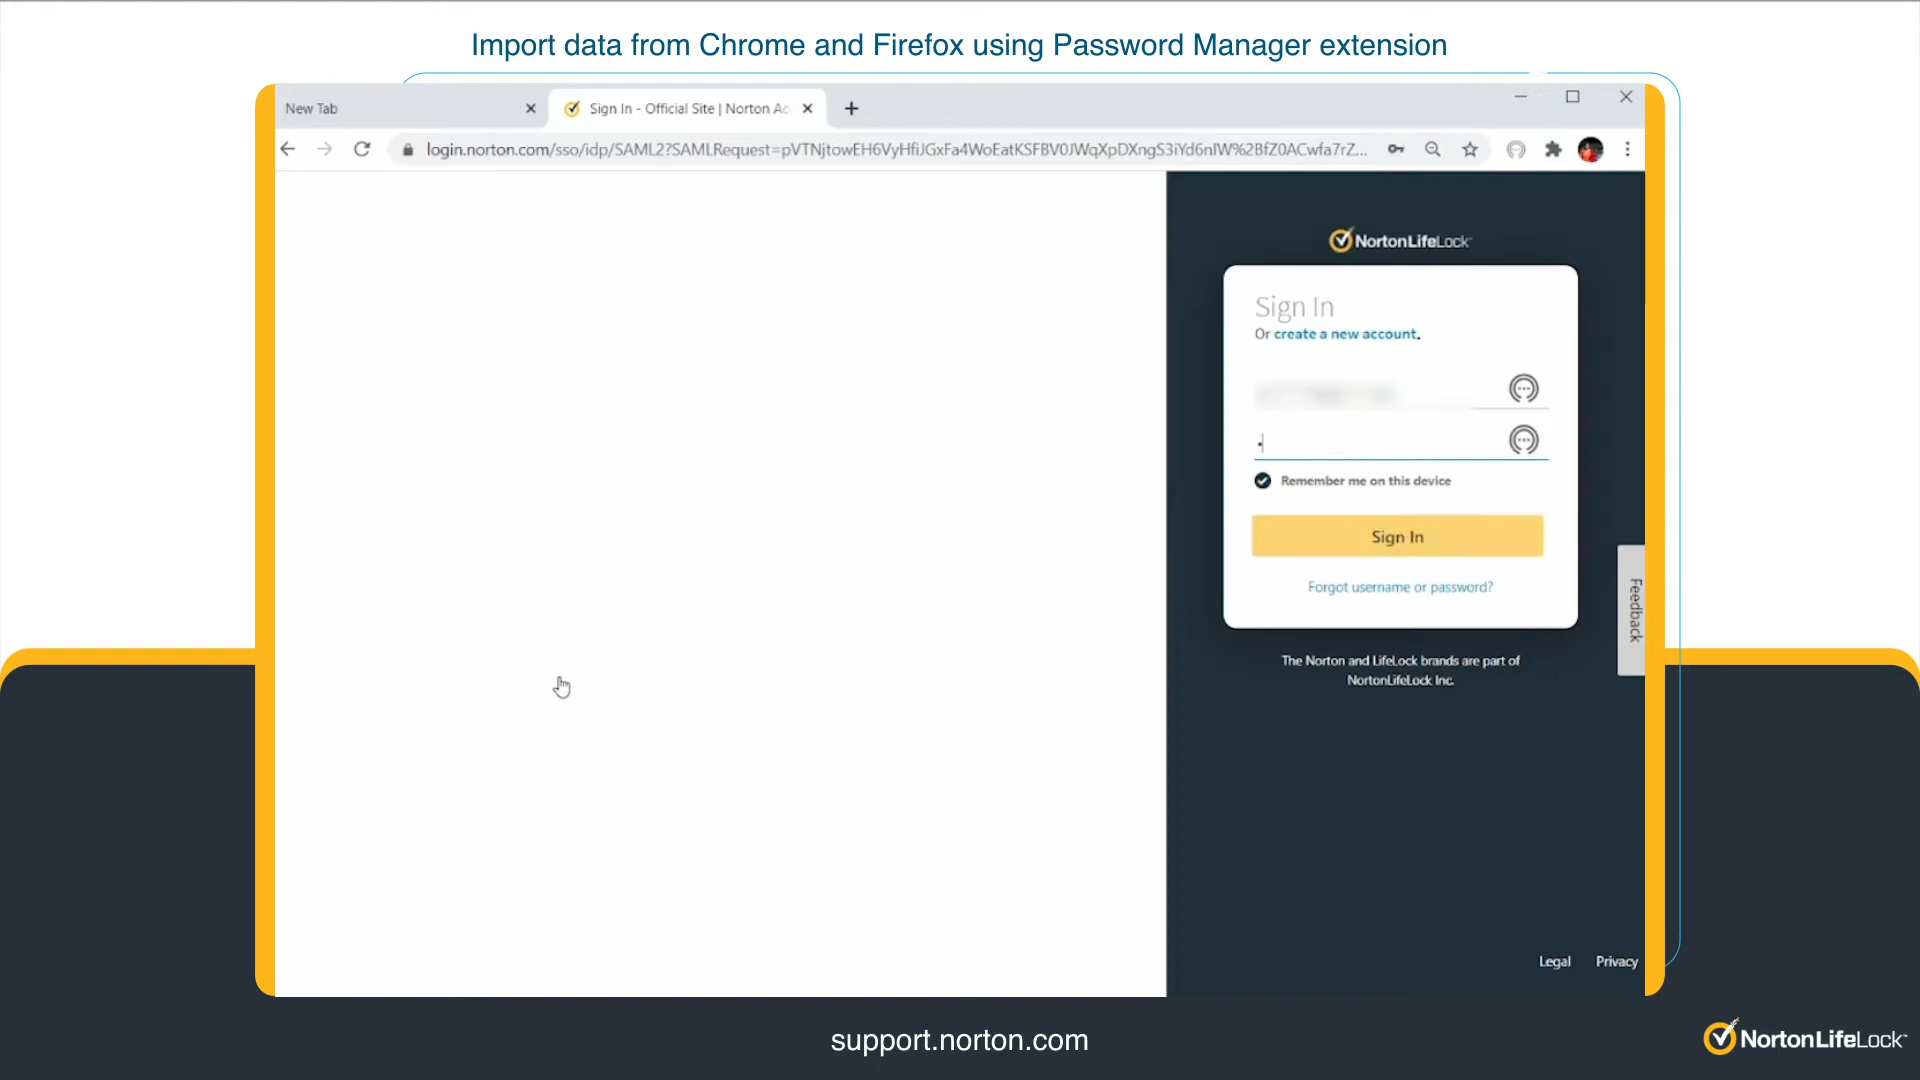 Import data from Chrome and Firefox using Password Manager extension
New Tab
Sign In - Official Site | Norton Ac
login.norton.com/sso/idp/SAML2?SAMLRequest=pVTNjtowEH6VyHfiJGxFa4WoEatKSFBV0JWqXpDXngS3iYd6nIW%2BfZ0ACwfa7rZ...
NortonLifeLock
Sign In
Or create a new account.
Remember me on this device
Sign In
Forgot username or password?
Feedback
The Norton and LifeLock brands are part of
NortonLifeLock Inc.
Legal Privacy
support.norton.com
NortonLifeLock™